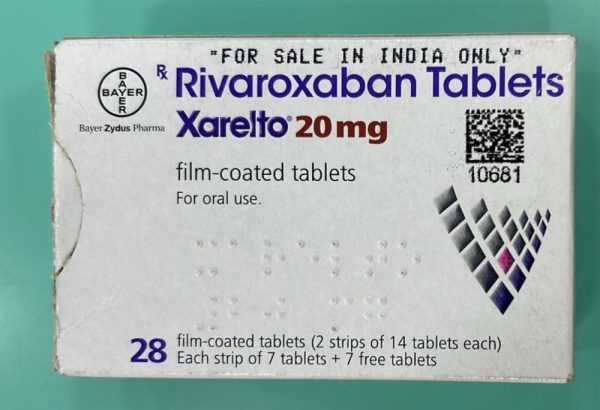 "FOR SALE IN INDIA ONLY"
Rx Rivaroxaban Tablets
BAYER
BAYER
Bayer Zydus Pharma
Xarelto® 20 mg
10681
film-coated tablets
For oral use.
28 film-coated tablets (2 strips of 14 tablets each)
Each strip of 7 tablets + 7 free tablets